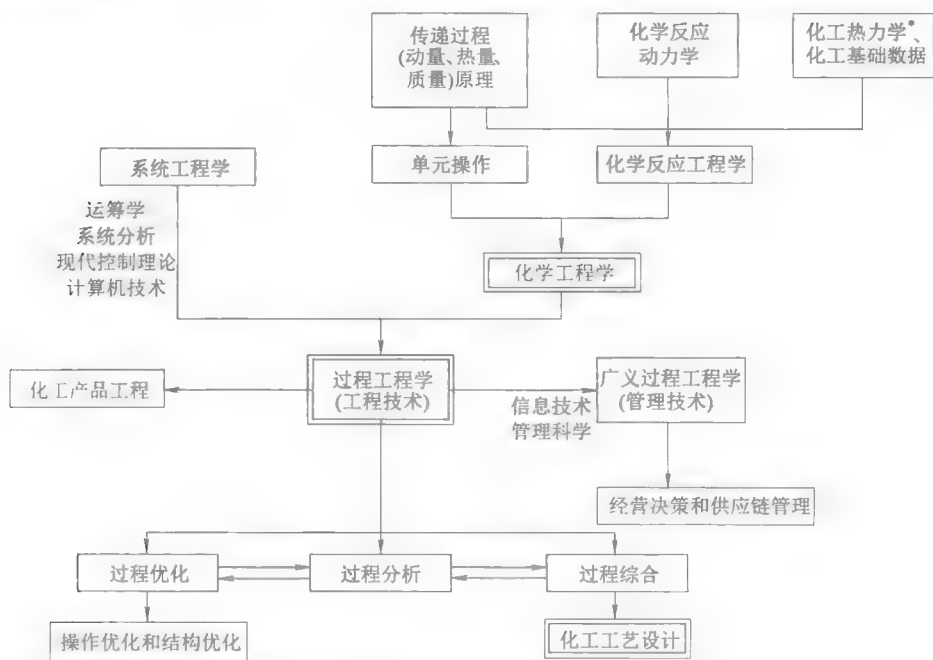 传递过程
(动量、热量、
质量)原理
化学反应
动力学
化工热力学*、
化工基础数据
系统工程学
单元操作
化学反应工程学
运筹学
系统分析
现代控制理论
计算机技术
化学工程学
化工产品工程
过程工程学
(工程技术)
信息技术
管理科学
广义过程工程学
(管理技术)
经营决策和供应链管理
过程优化
过程分析
过程综合
操作优化和结构优化
化工工艺设计